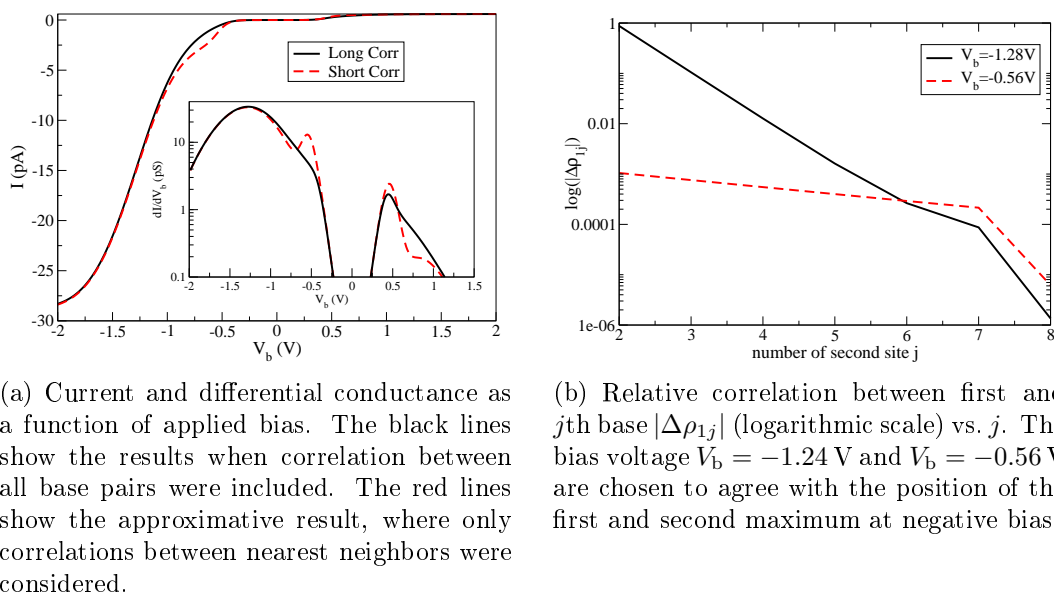 0
-5
-10
-15
-20
-25
-30
I (pA)
-2
-1.5
-1
-0.5
0
0.5
1
1.5
2
V_b (V)
Long Corr
Short Corr
10
1
0.1
dI/dV_b (pS)
-2
-1.5
-1
-0.5
0
0.5
1
1.5
V_b (V)
1
0.01
0.0001
1e-06
log(|Δρ_1j|)
2
3
4
5
6
7
8
number of second site j
V_b=-1.28V
V_b=-0.56V
(a) Current and differential conductance as
a function of applied bias. The black lines
show the results when correlation between
all base pairs were included. The red lines
show the approximative result, where only
correlations between nearest neighbors were
considered.
(b) Relative correlation between first and
jth base |Δρ_1j| (logarithmic scale) vs. j. Th
bias voltage V_b = −1.24 V and V_b = −0.56 V
are chosen to agree with the position of th
first and second maximum at negative bias